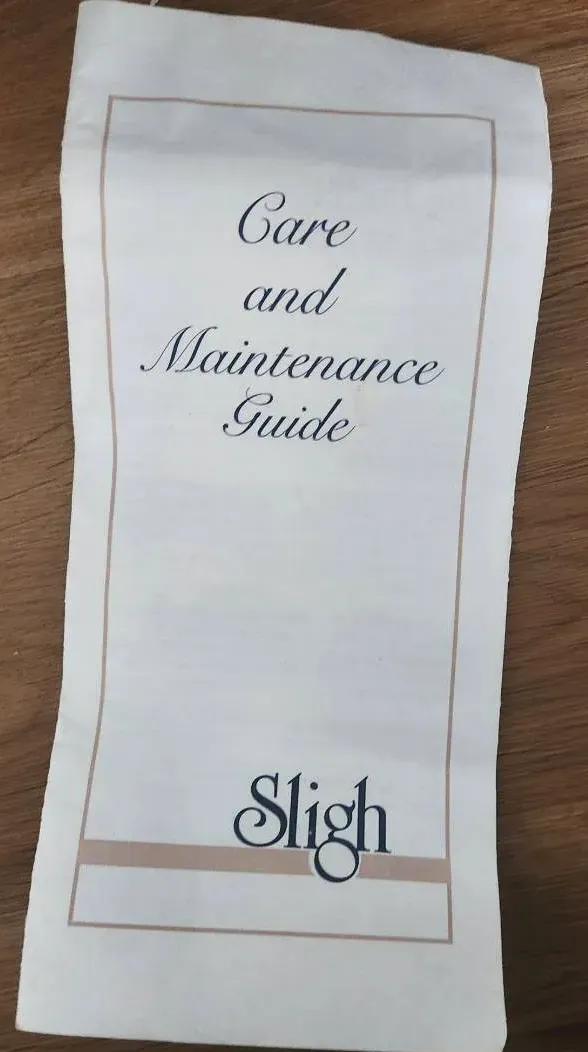 Care
and
Maintenance
Guide
Sligh